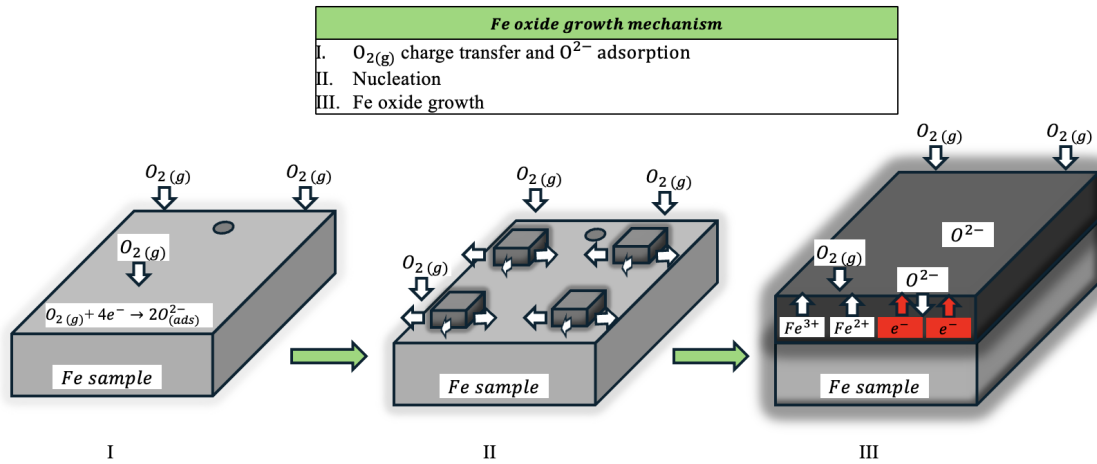 Fe oxide growth mechanism
I. O₂₍g₎ charge transfer and O²⁻ adsorption
II. Nucleation
III. Fe oxide growth
O₂ (g)
O₂ (g)
O₂ (g)
O₂ (g) + 4e⁻ → 2O²⁻(ads)
Fe sample
I
O₂ (g)
O₂ (g)
O₂ (g)
Fe sample
II
O₂ (g)
O₂ (g)
O²⁻
O₂ (g)
O²⁻
Fe³⁺ Fe²⁺ e⁻ e⁻
Fe sample
III